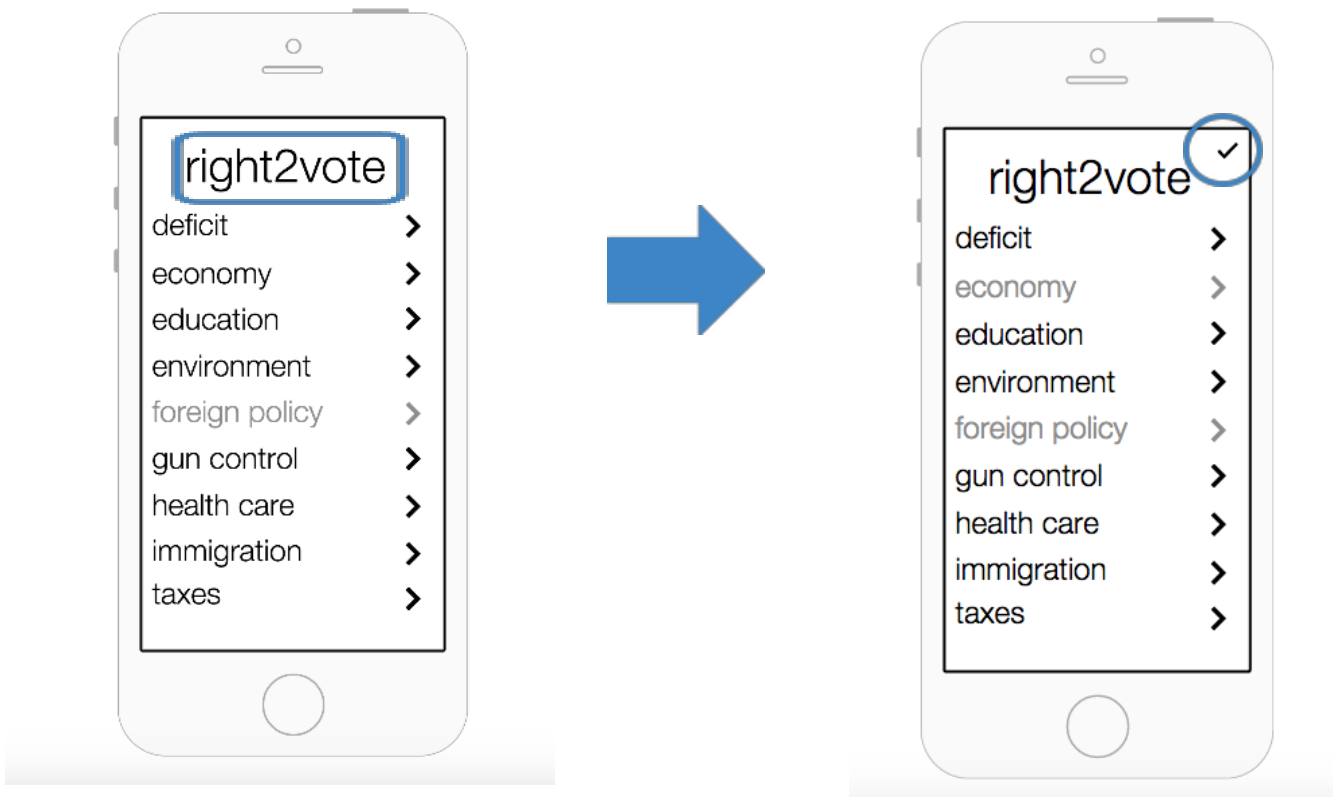 right2vote
deficit
economy
education
environment
foreign policy
gun control
health care
immigration
taxes
right2vote
deficit
economy
education
environment
foreign policy
gun control
health care
immigration
taxes